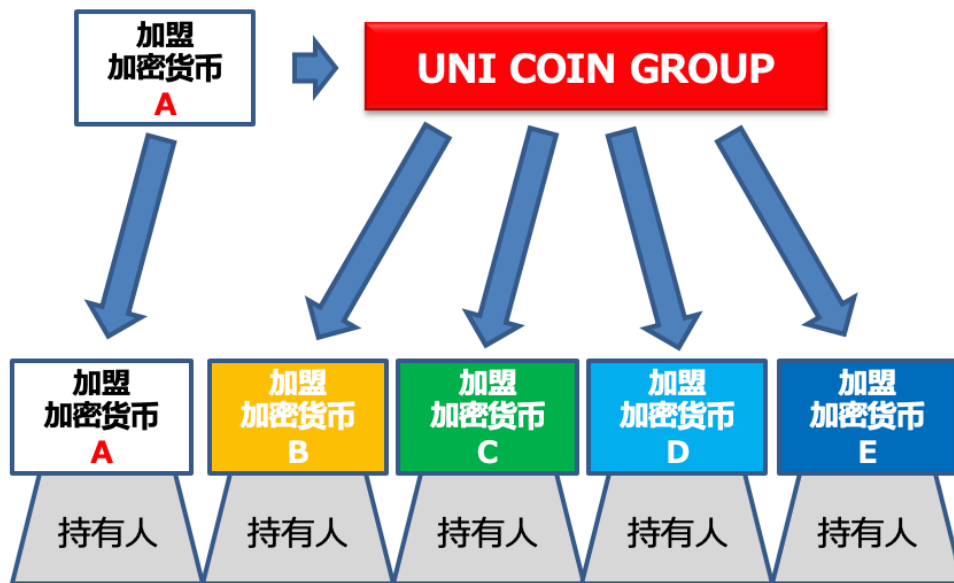 加盟
加密货币
A
UNI COIN GROUP
加盟
加密货币
A
加盟
加密货币
B
加盟
加密货币
C
加盟
加密货币
D
加盟
加密货币
E
持有人
持有人
持有人
持有人
持有人